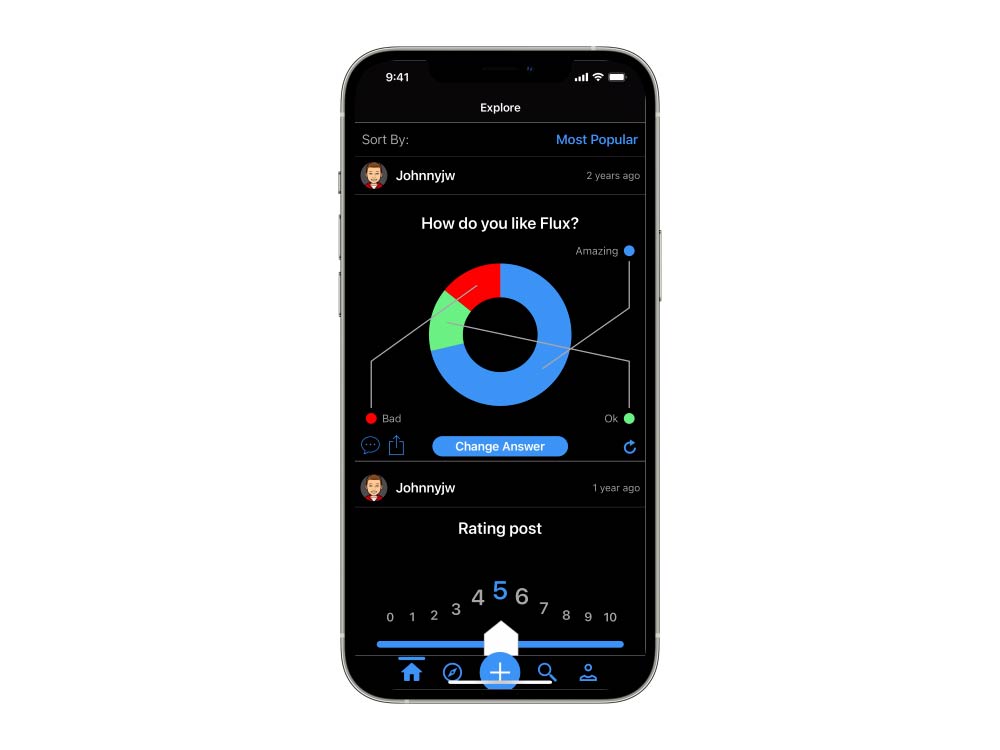 9:41
Explore
Sort By: Most Popular
Johnnyjw 2 years ago
How do you like Flux?
Amazing
Bad Ok
Change Answer
Johnnyjw 1 year ago
Rating post
0 1 2 3 4 5 6 7 8 9 10